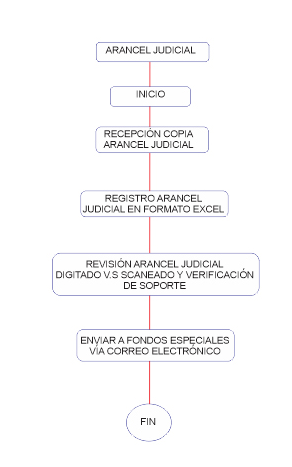 ARANCEL JUDICIAL
INICIO
RECEPCIÓN COPIA
ARANCEL JUDICIAL
REGISTRO ARANCEL
JUDICIAL EN FORMATO EXCEL
REVISIÓN ARANCEL JUDICIAL
DIGITADO V.S SCANEADO Y VERIFICACIÓN
DE SOPORTE
ENVIAR A FONDOS ESPECIALES
VÍA CORREO ELECTRÓNICO
FIN